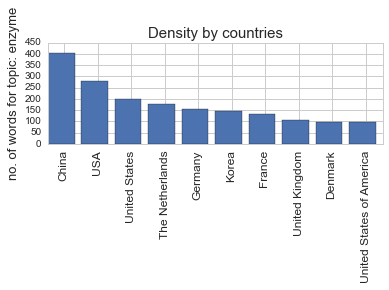 Density by countries
no. of words for topic: enzyme
450
400
350
300
250
200
150
100
50
0
China
USA
United States
The Netherlands
Germany
Korea
France
United Kingdom
Denmark
United States of America